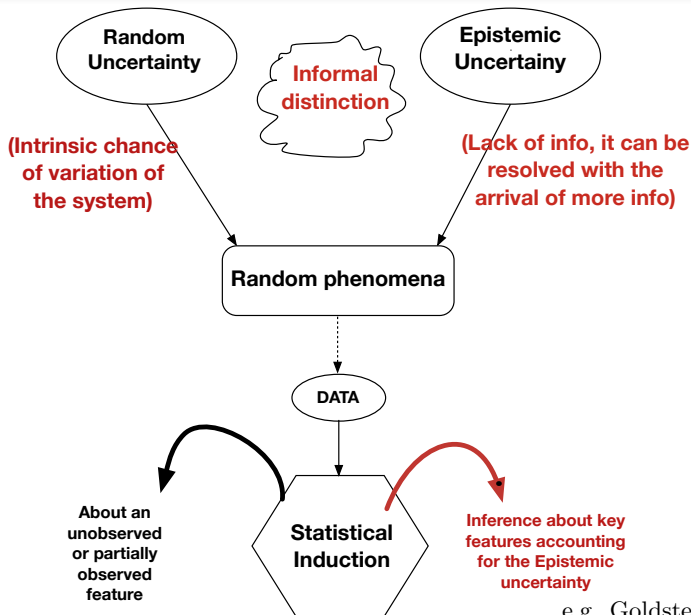 Random
Uncertainty
Epistemic
Uncertainy
Informal
distinction
(Intrinsic chance
of variation of
the system)
(Lack of info, it can be
resolved with the
arrival of more info)
Random phenomena
DATA
About an
unobserved
or partially
observed
feature
Statistical
Induction
Inference about key
features accounting
for the Epistemic
uncertainty
e.g. Goldste